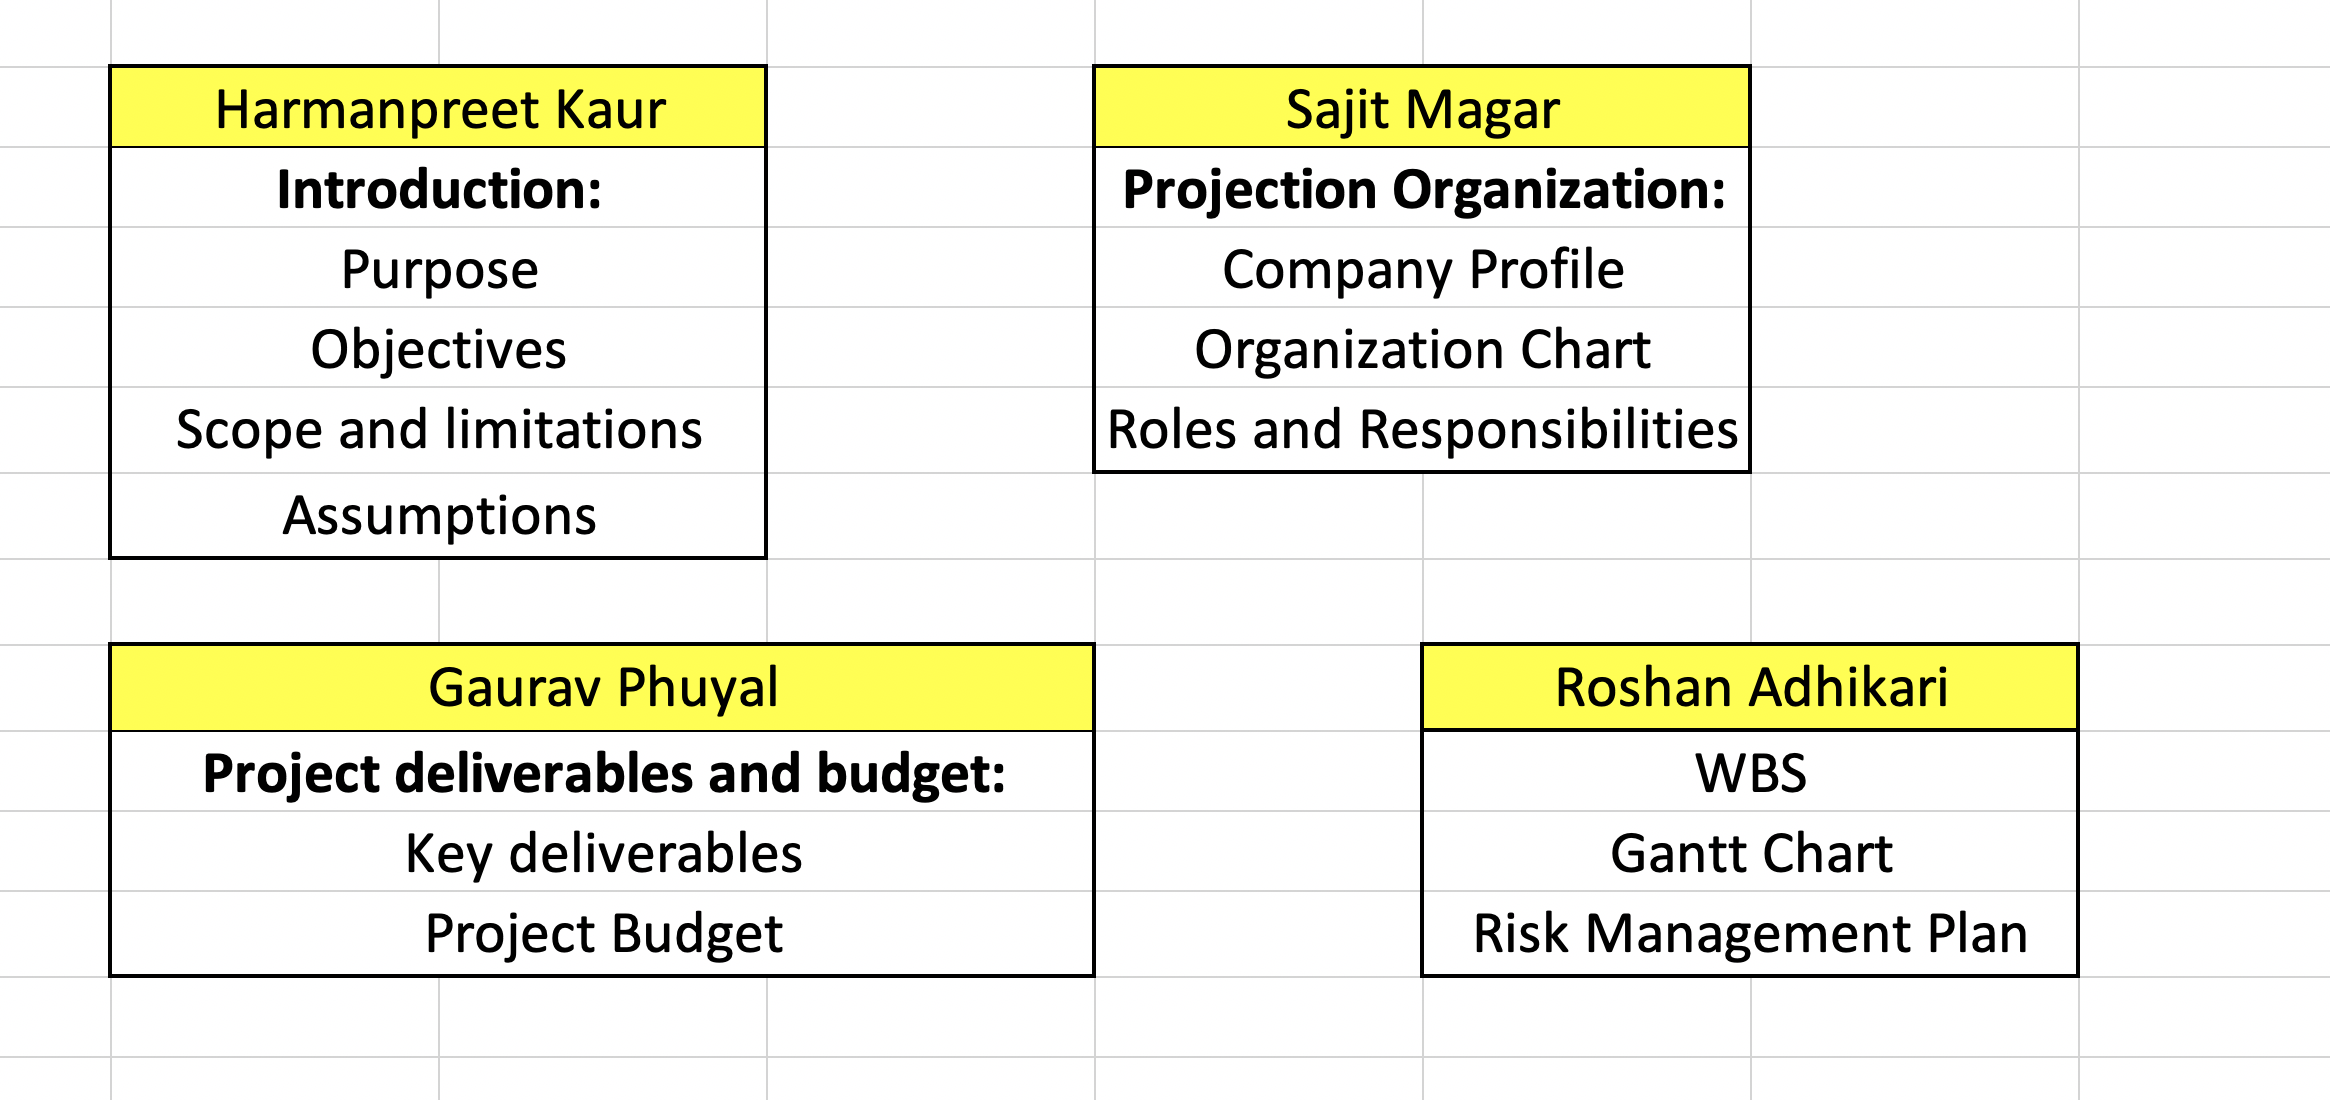 Harmanpreet Kaur
Introduction:
Purpose
Objectives
Scope and limitations
Assumptions
Sajit Magar
Projection Organization:
Company Profile
Organization Chart
Roles and Responsibilities
Gaurav Phuyal
Project deliverables and budget:
Key deliverables
Project Budget
Roshan Adhikari
WBS
Gantt Chart
Risk Management Plan